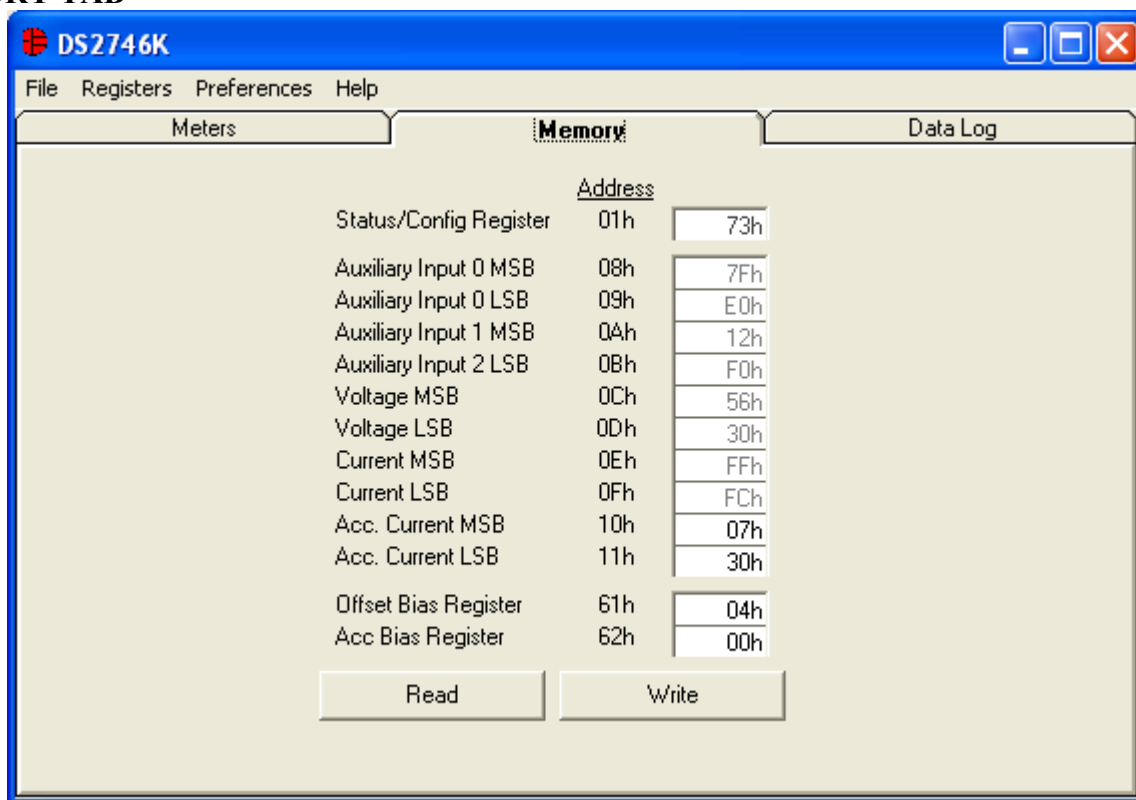 DS2746K
File Registers Preferences Help
Meters Memory Data Log
Address
Status/Config Register 01h 73h
Auxiliary Input 0 MSB 08h 7Fh
Auxiliary Input 0 LSB 09h E0h
Auxiliary Input 1 MSB 0Ah 12h
Auxiliary Input 2 LSB 0Bh F0h
Voltage MSB 0Ch 56h
Voltage LSB 0Dh 30h
Current MSB 0Eh FFh
Current LSB 0Fh FCh
Acc. Current MSB 10h 07h
Acc. Current LSB 11h 30h
Offset Bias Register 61h 04h
Acc Bias Register 62h 00h
Read Write